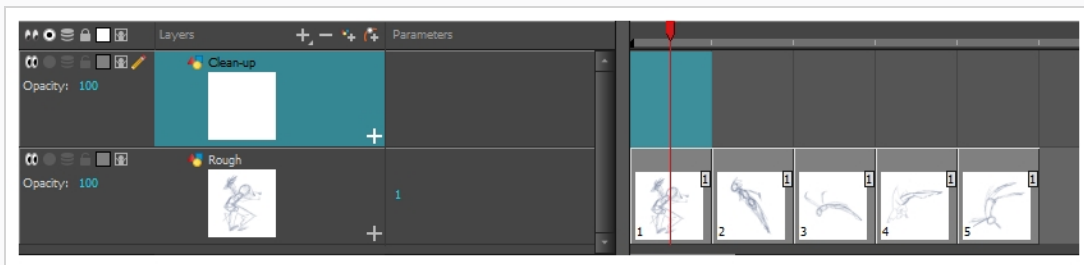 Layers Parameters
Clean-up
Opacity: 100
Rough
Opacity: 100
1
1 1 1 1 1
1 2 3 4 5